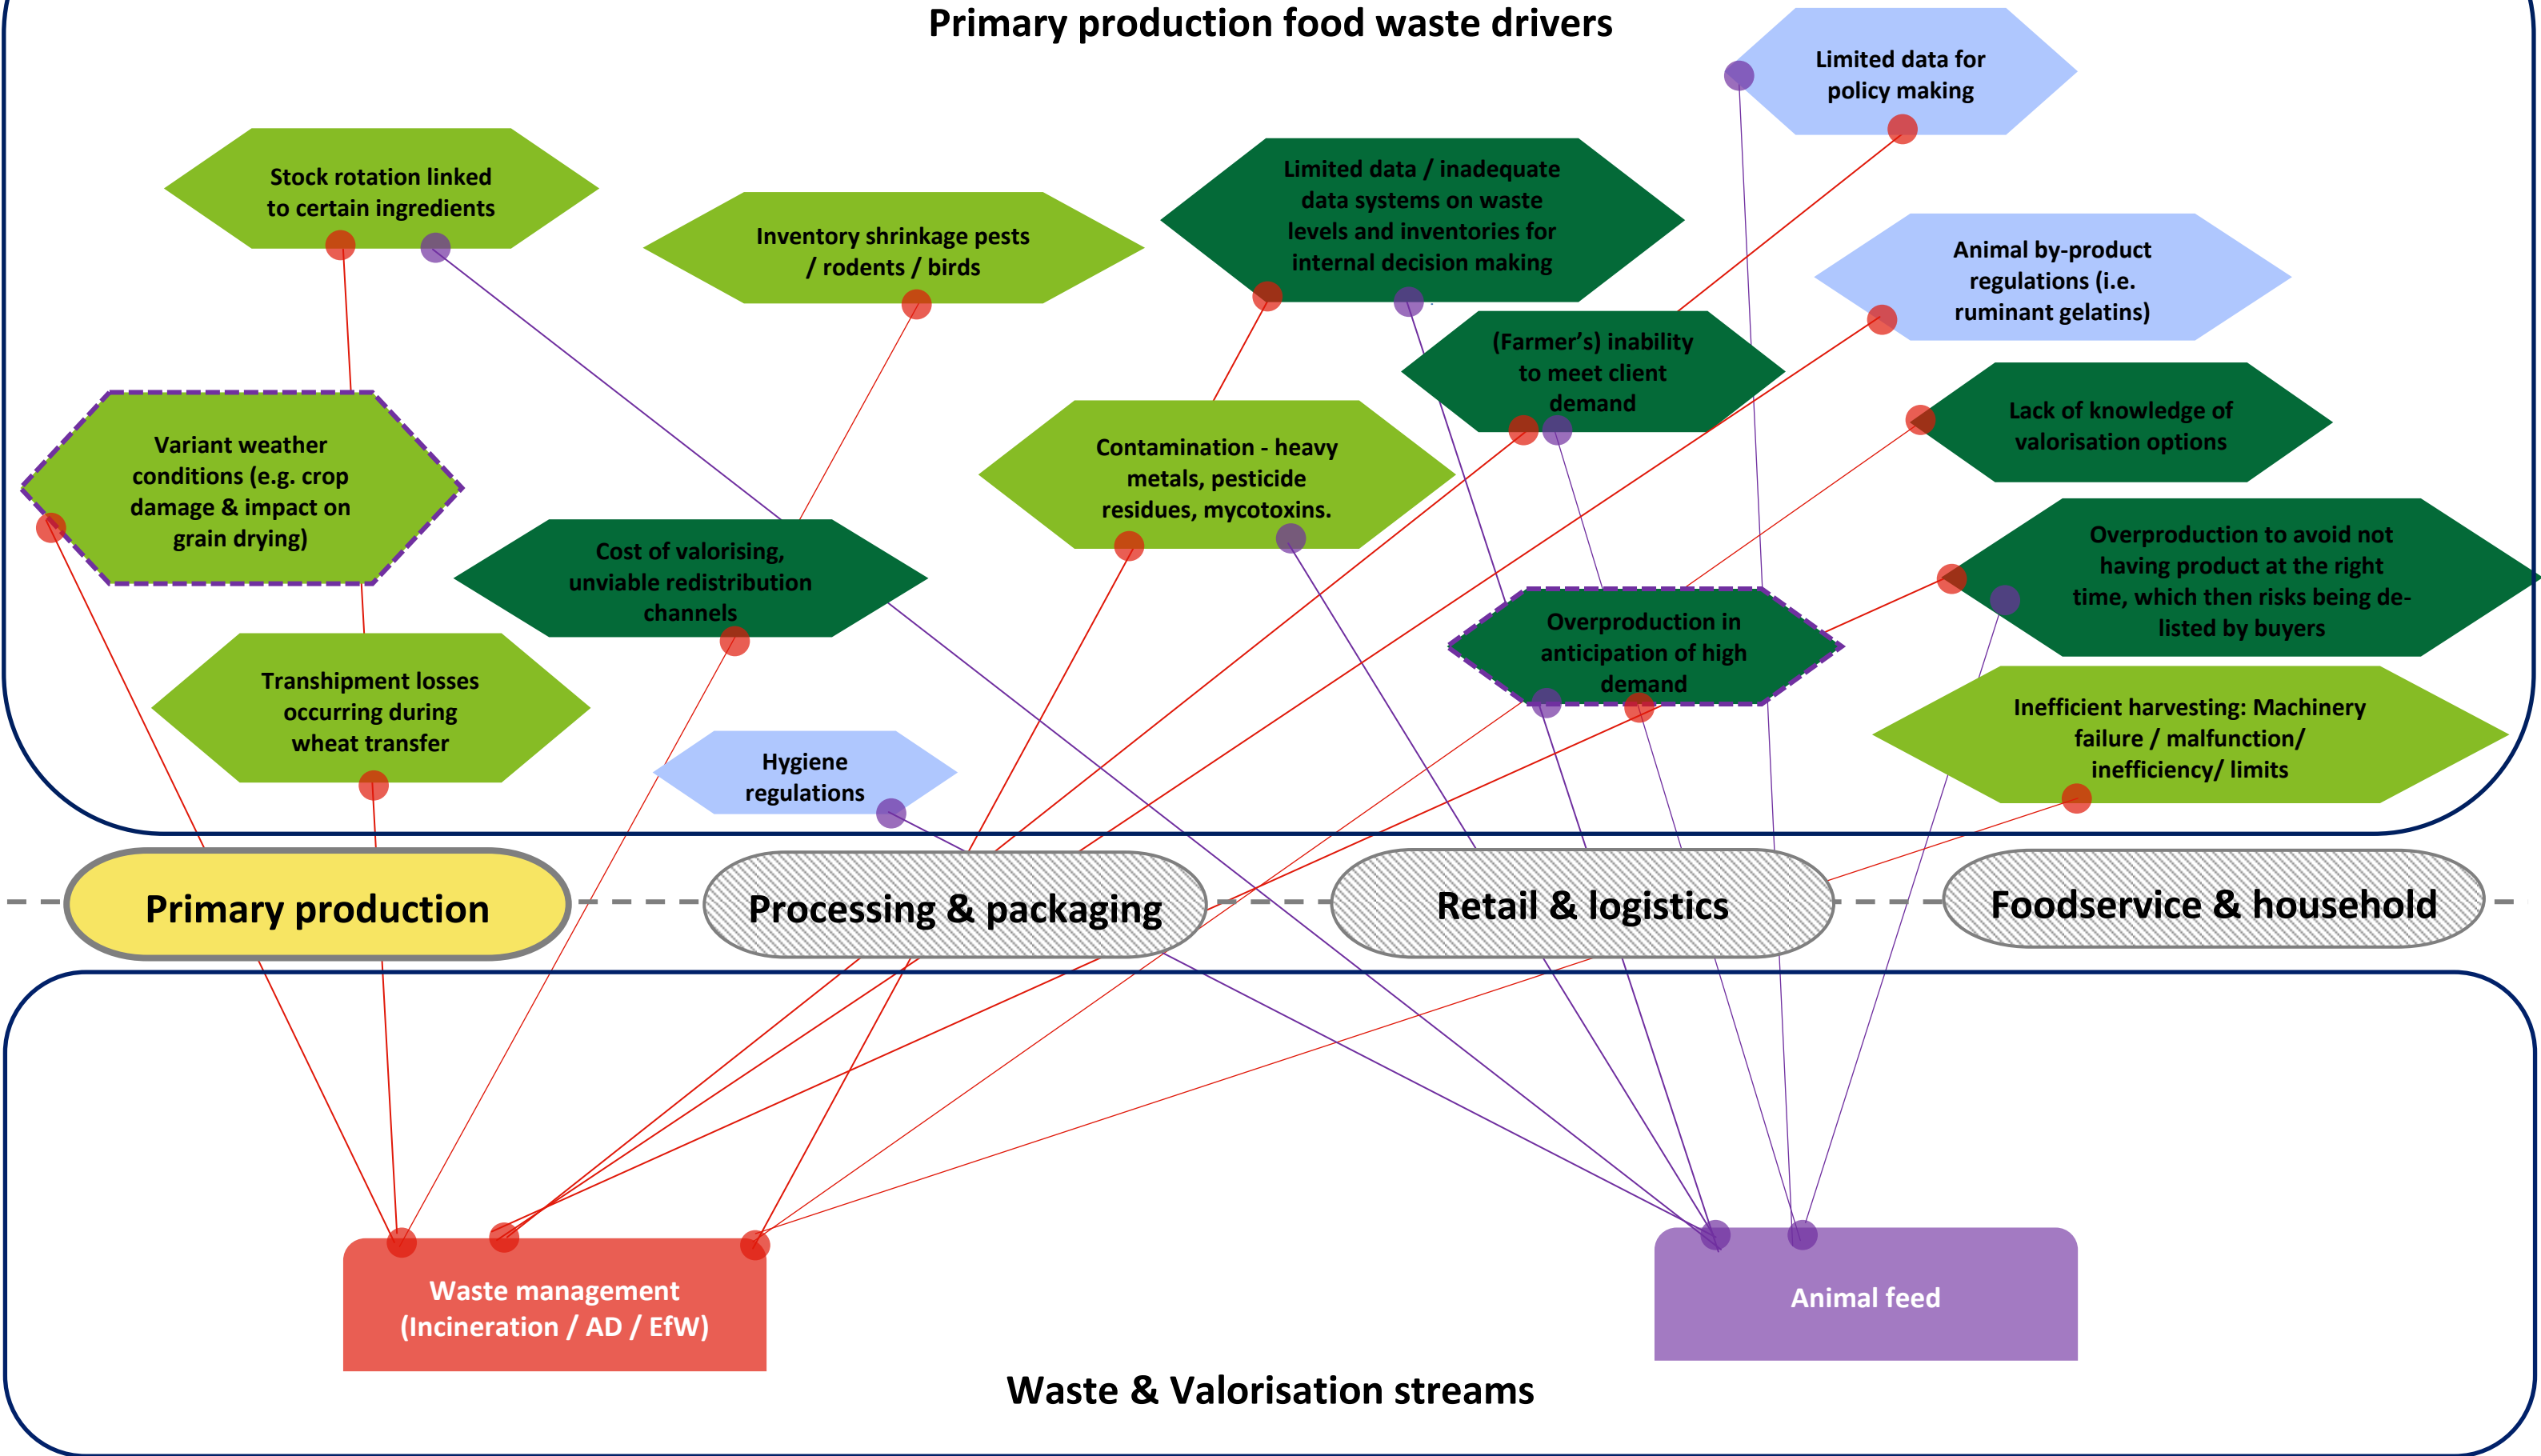 Primary production food waste drivers
Limited data for
policy making
Stock rotation linked
to certain ingredients
Inventory shrinkage pests
/ rodents / birds
Limited data / inadequate
data systems on waste
levels and inventories for
internal decision making
Animal by-product
regulations (i.e.
ruminant gelatins)
(Farmer’s) inability
to meet client
demand
Lack of knowledge of
valorisation options
Variant weather
conditions (e.g. crop
damage & impact on
grain drying)
Contamination - heavy
metals, pesticide
residues, mycotoxins.
Cost of valorising,
unviable redistribution
channels
Overproduction to avoid not
having product at the right
time, which then risks being de-
listed by buyers
Overproduction in
anticipation of high
demand
Transhipment losses
occurring during
wheat transfer
Hygiene
regulations
Inefficient harvesting: Machinery
failure / malfunction/
inefficiency/ limits
Primary production
Processing & packaging
Retail & logistics
Foodservice & household
Waste management
(Incineration / AD / EfW)
Animal feed
Waste & Valorisation streams